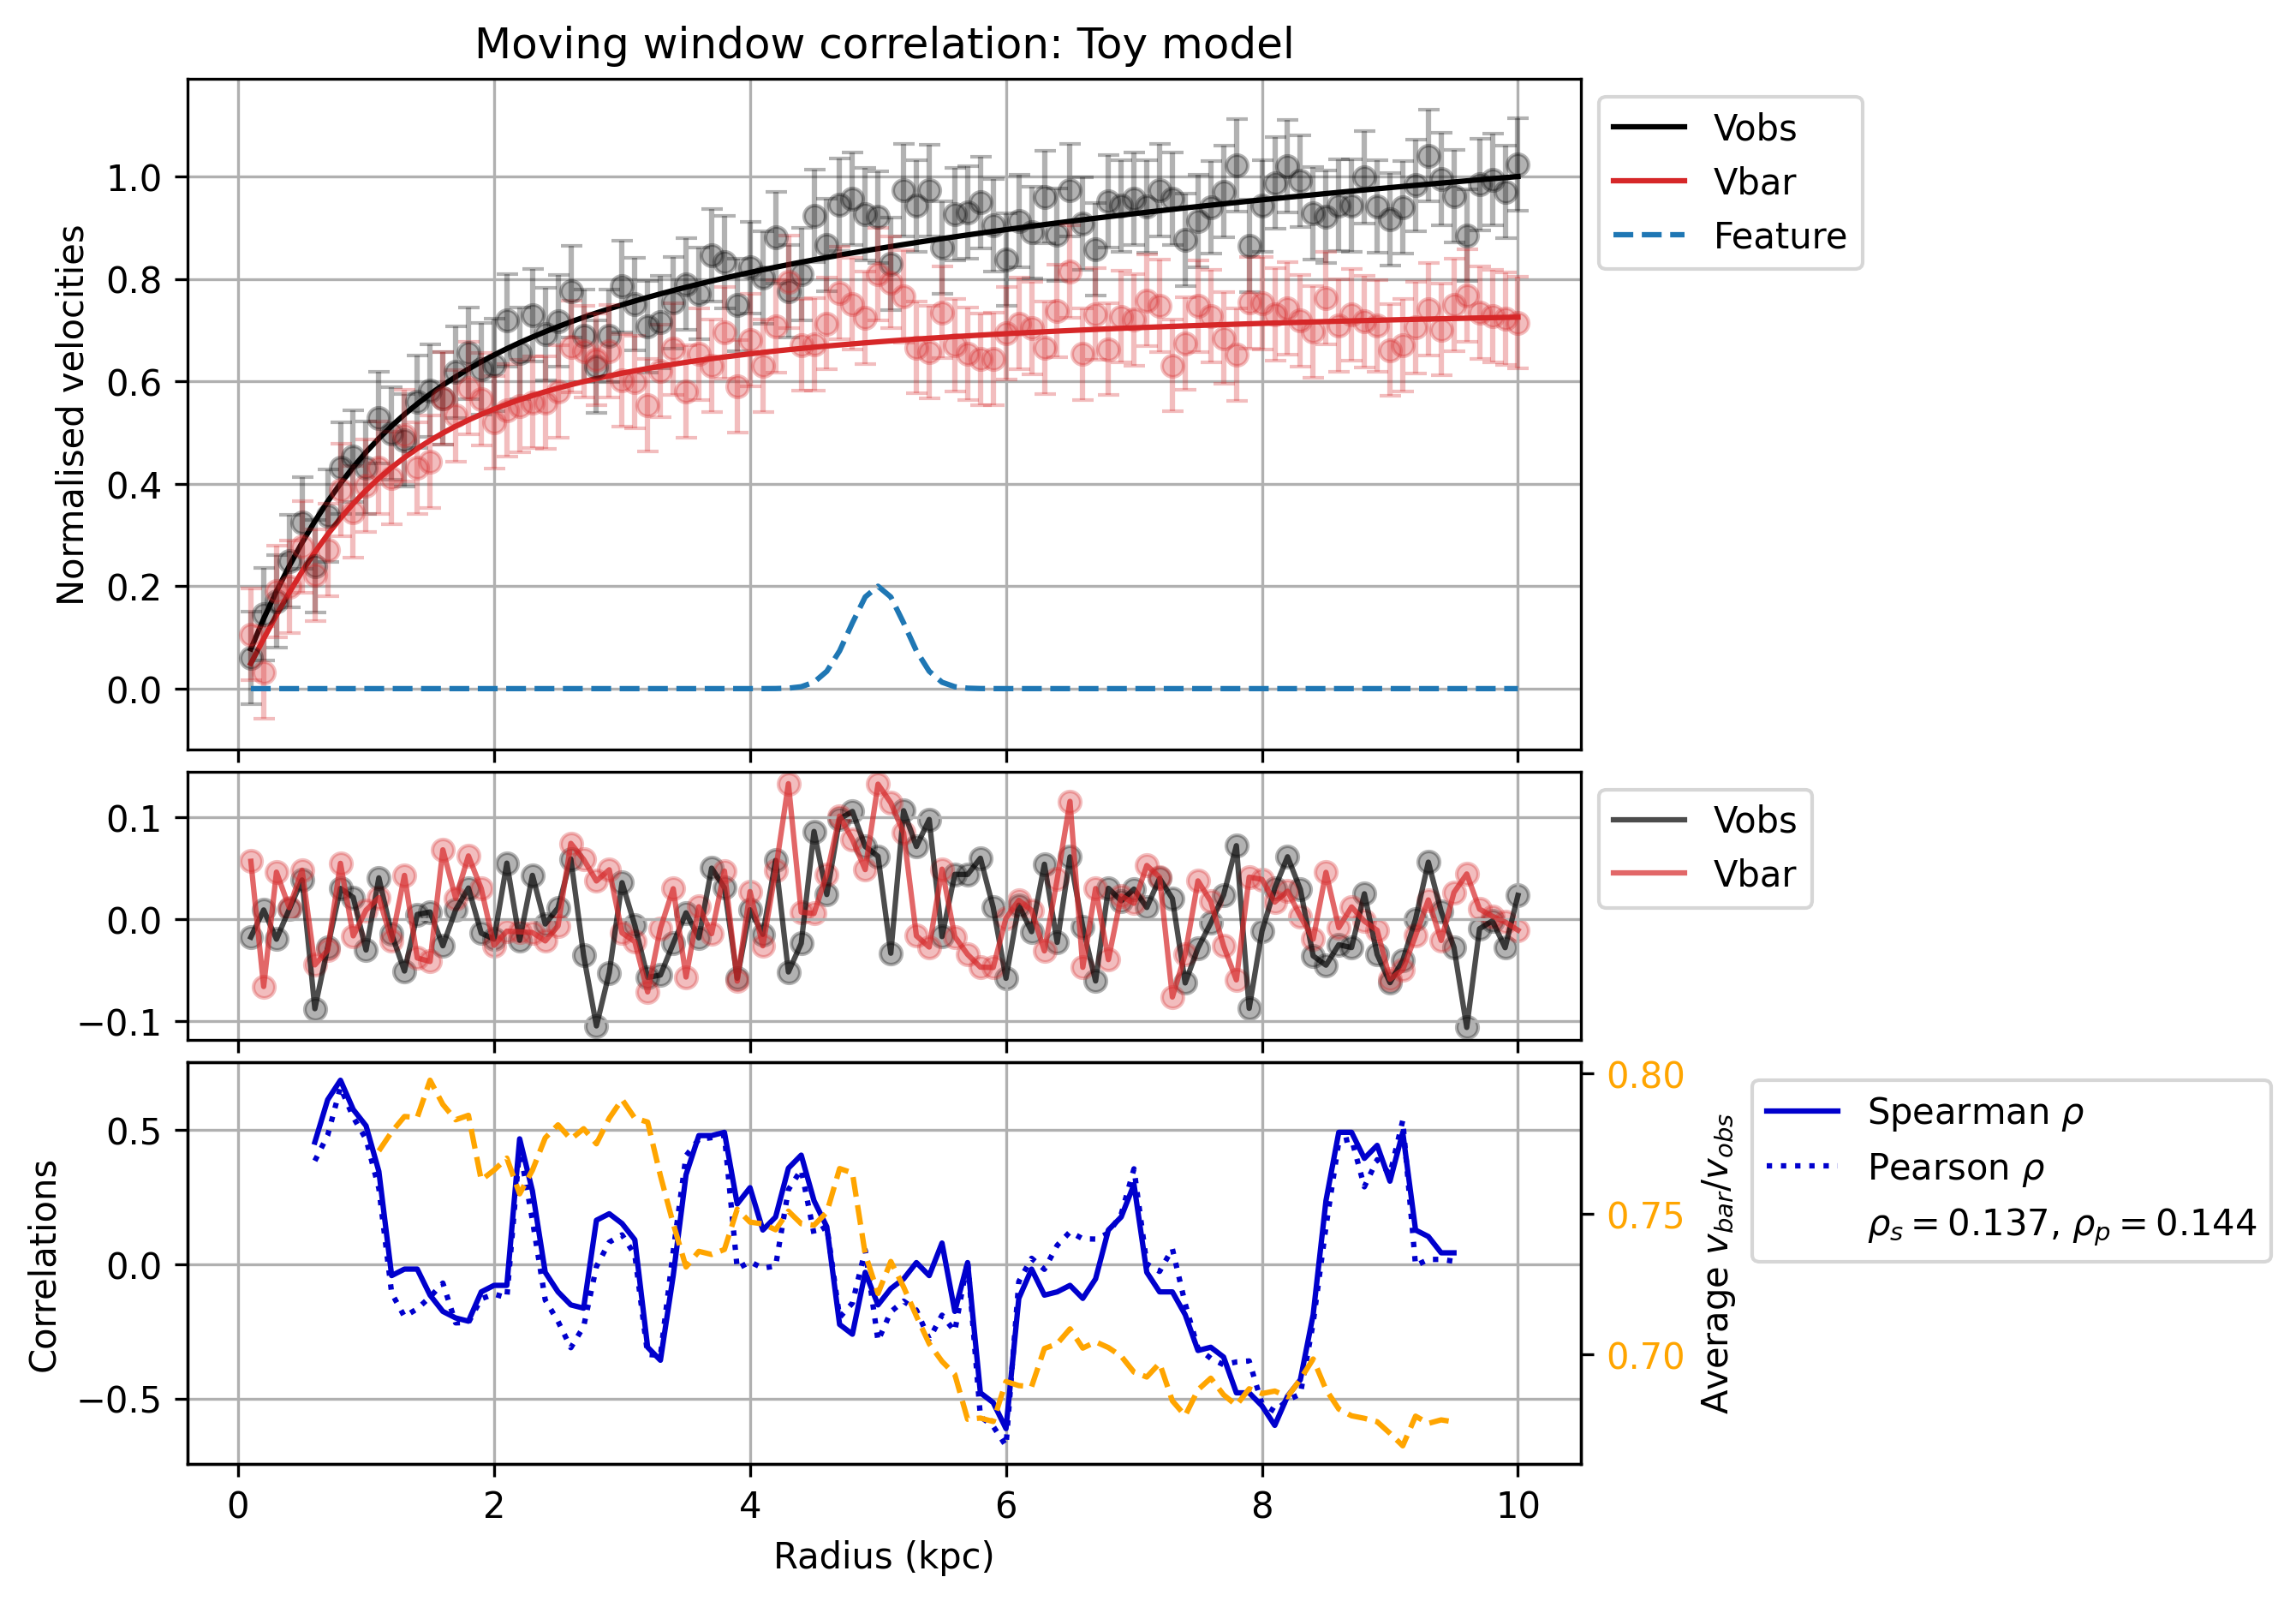 Moving window correlation: Toy model
Normalised velocities
1.0
0.8
0.6
0.4
0.2
0.0
Vobs
Vbar
Feature
0.1
0.0
−0.1
Vobs
Vbar
Correlations
0.5
0.0
−0.5
0.80
0.75
0.70
Average v_bar/v_obs
Spearman ρ
Pearson ρ
ρ_s = 0.137, ρ_p = 0.144
0 2 4 6 8 10
Radius (kpc)